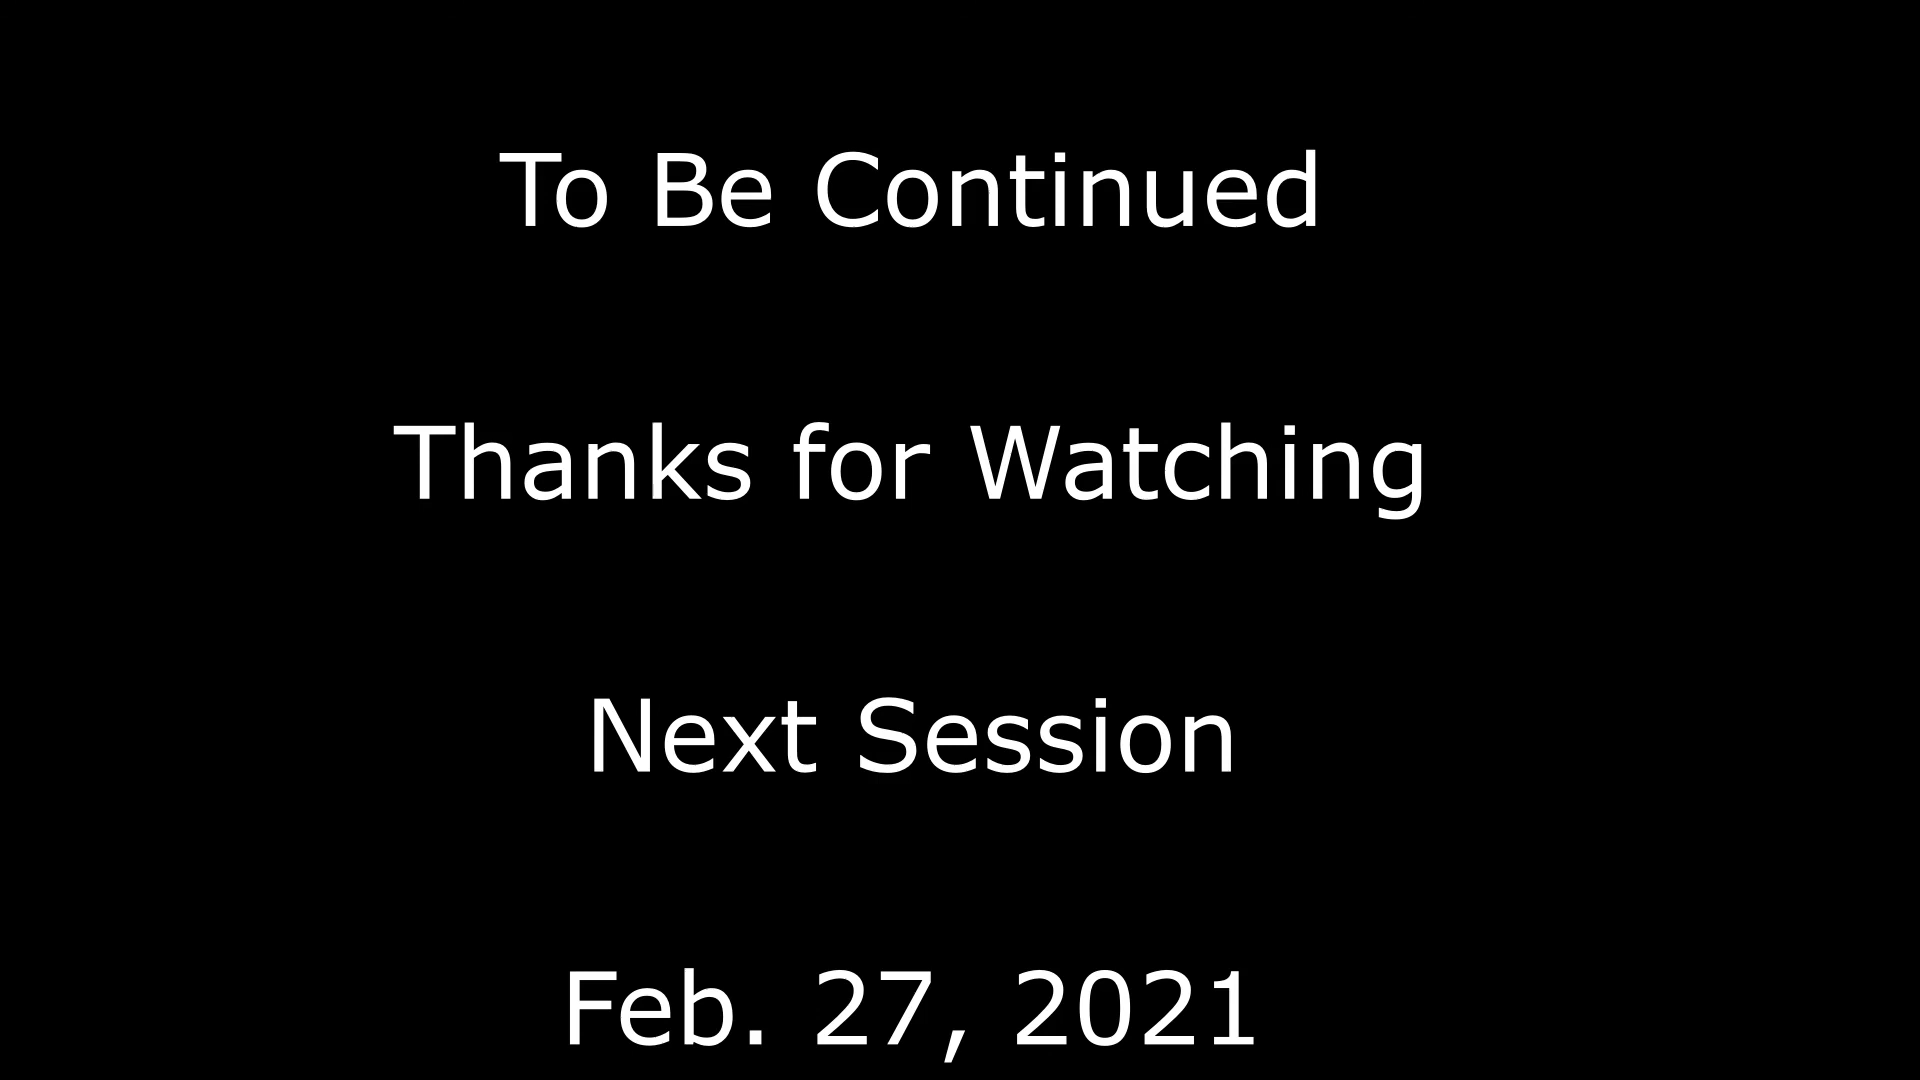 To Be Continued
Thanks for Watching
Next Session
Feb. 27, 2021